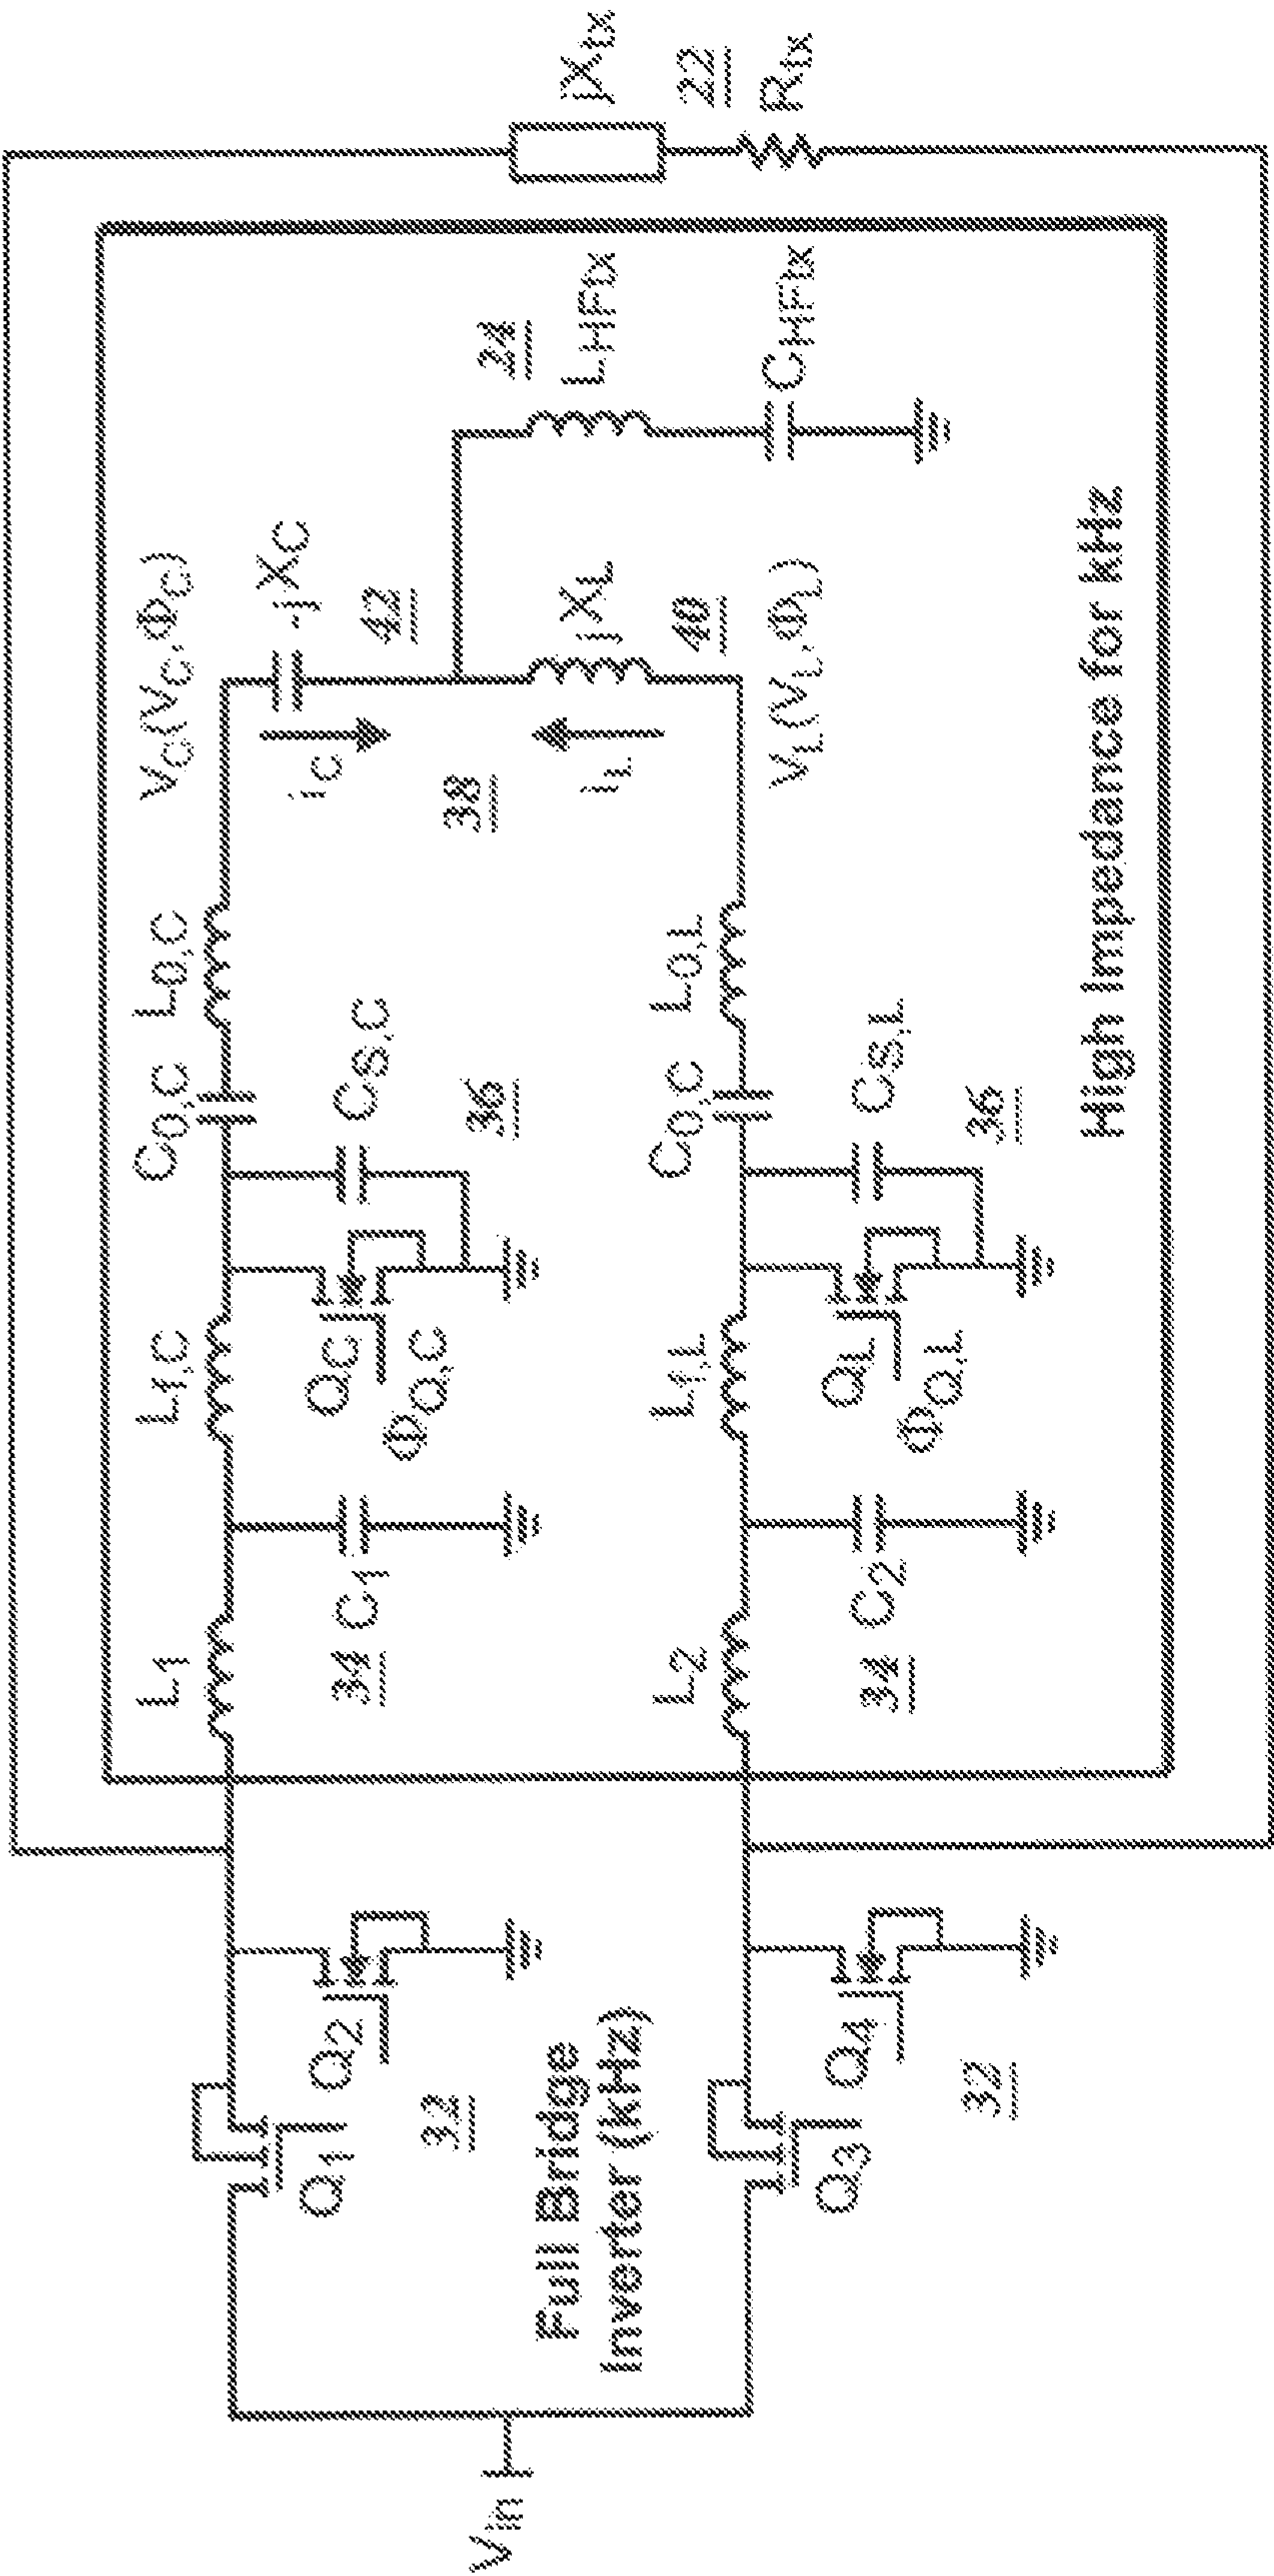 Vin
Q1
Q2
32
Full Bridge
Inverter (kHz)
Q3
Q4
32
L1
C1
34
L1,C
QC
ΦQ,C
C0,C
CS,C
36
L0,C
VC(VC,ΦC)
iC
-jXC
42
38
iL
jXL
40
VL(VL,ΦL)
24
LHFtx
CHFtx
L2
C2
34
Lf,L
QL
ΦQ,L
C0,C
CS,L
36
L0,L
High Impedance for kHz
jXtx
22
Rtx